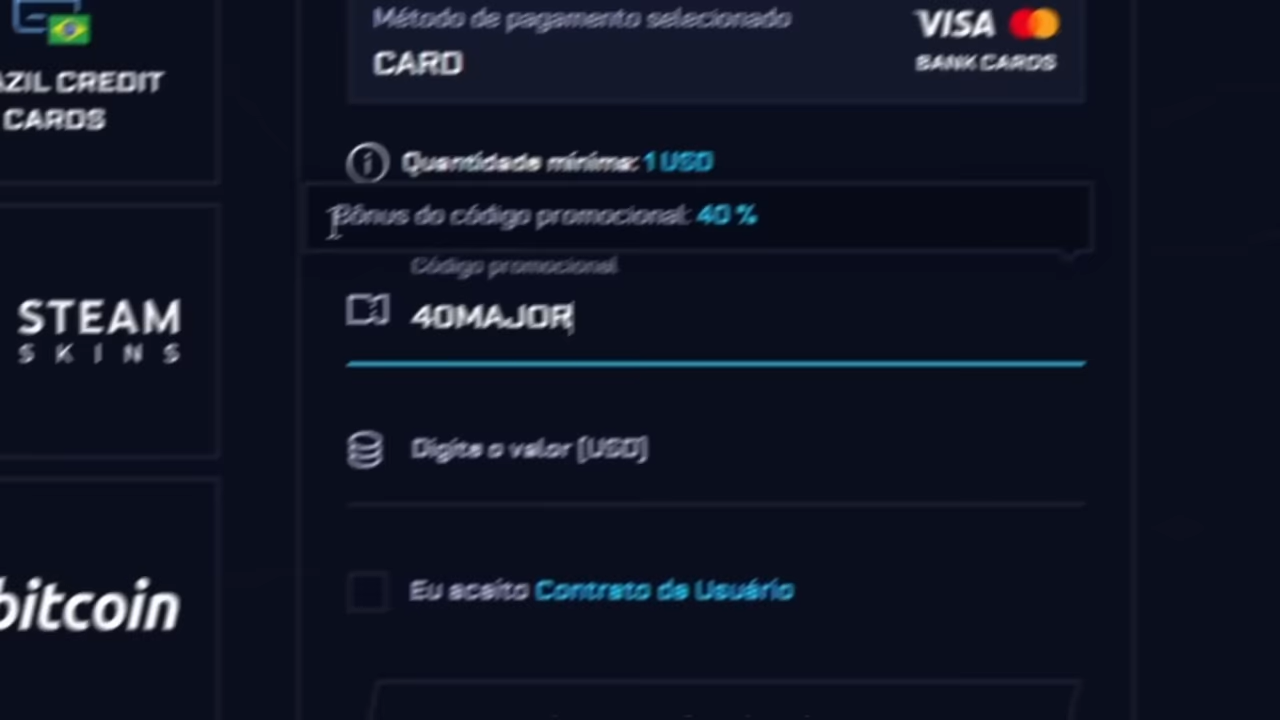 Método de pagamento selecionado
CARD
VISA
BANK CARDS
AZIL CREDIT
CARDS
Quantidade mínima: 1 USD
Bônus do código promocional: 40 %
Código promocional
40MAJOR
STEAM
SKINS
Digite o valor (USD)
Eu aceito Contrato de Usuário
bitcoin